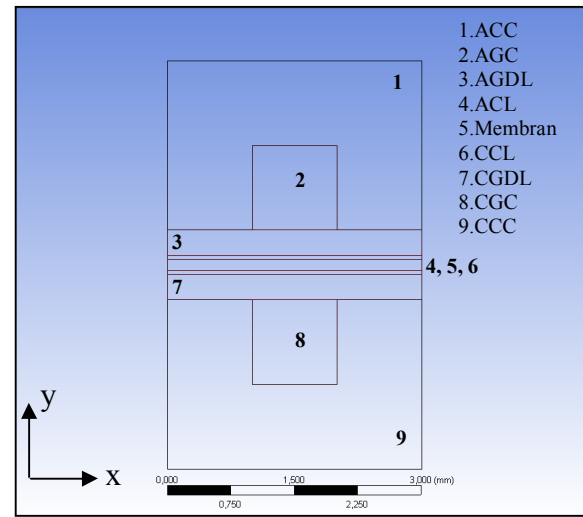 1.ACC
2.AGC
3.AGDL
4.ACL
5.Membran
6.CCL
7.CGDL
8.CGC
9.CCC
1
2
3
4, 5, 6
7
8
9
y
x
0,000 1,500 3,000 (mm)
0,750 2,250